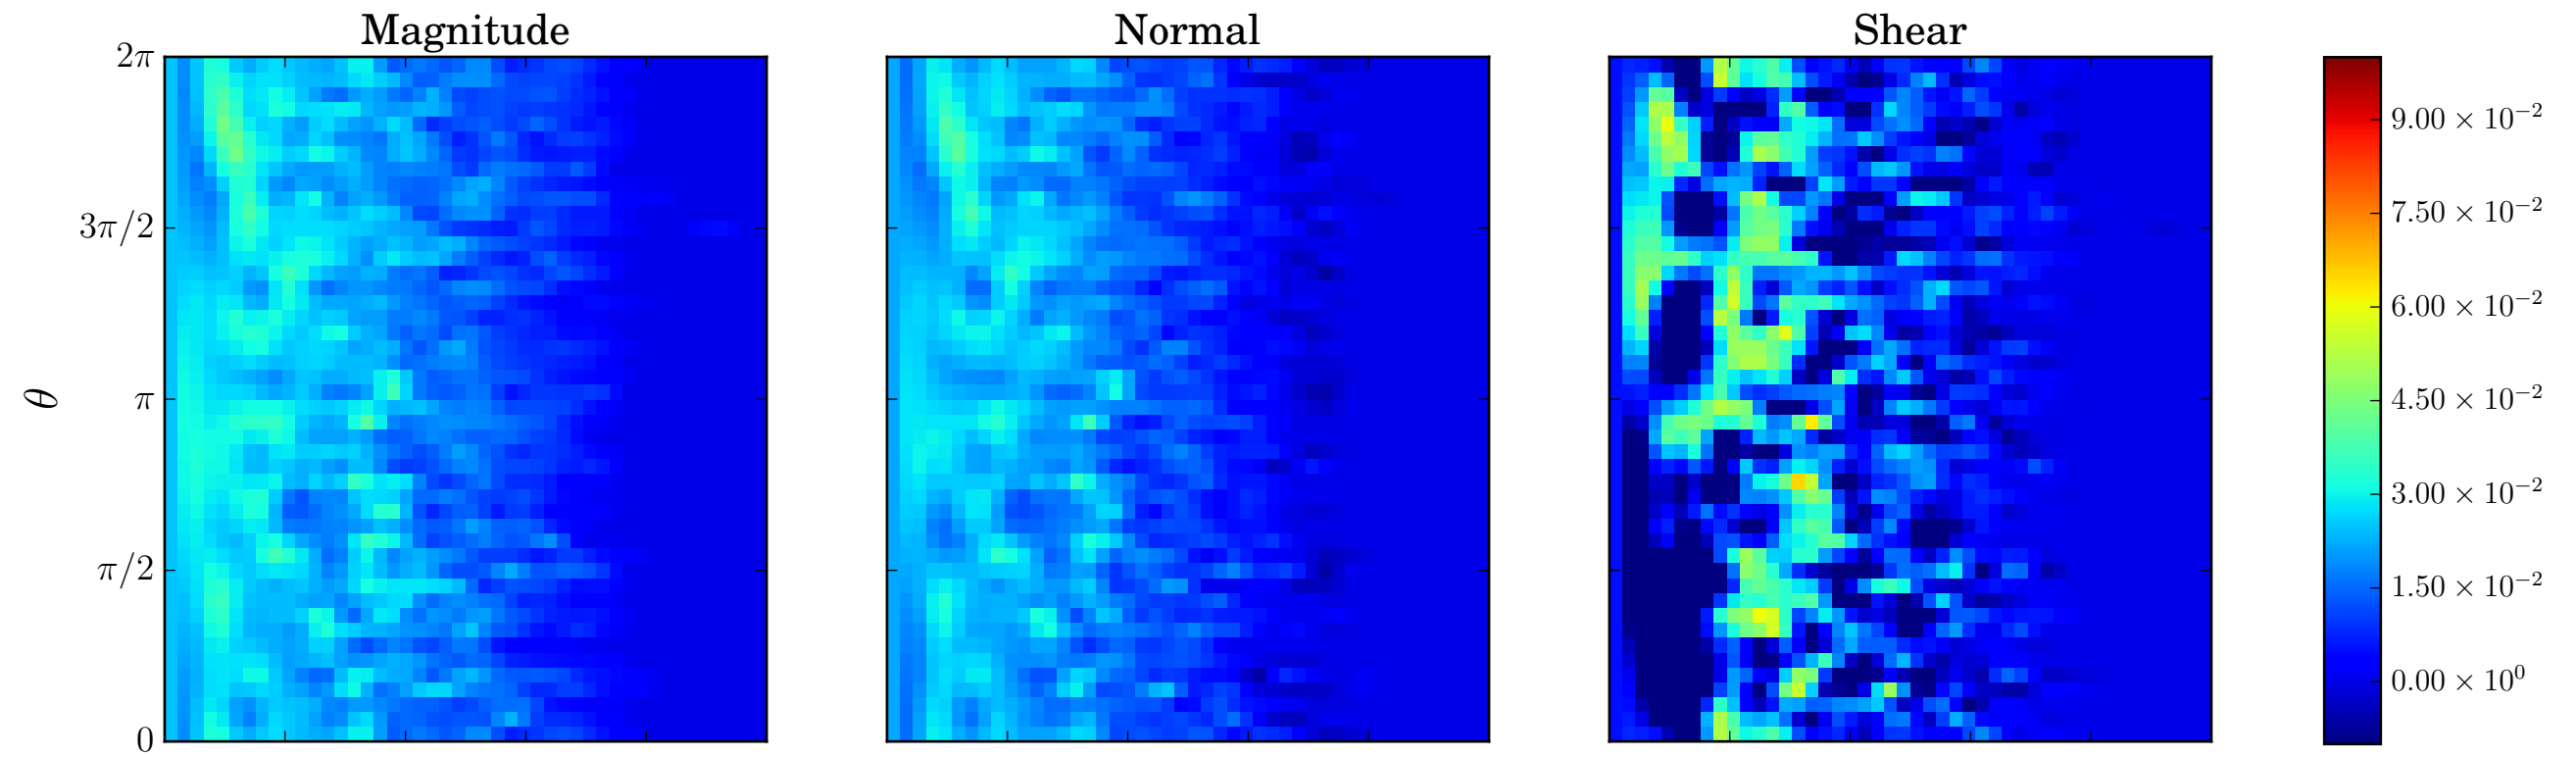 Magnitude
Normal
Shear
2π
3π/2
π
π/2
0
θ
9.00 × 10⁻²
7.50 × 10⁻²
6.00 × 10⁻²
4.50 × 10⁻²
3.00 × 10⁻²
1.50 × 10⁻²
0.00 × 10⁰